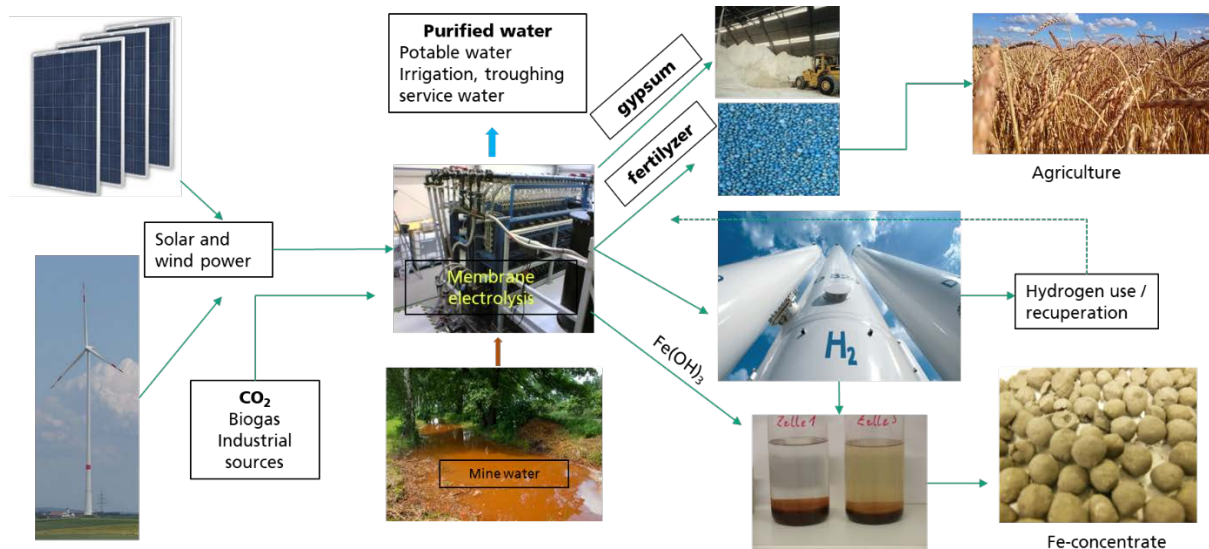 Purified water
Potable water
Irrigation, troughing
service water
gypsum
fertilyzer
Agriculture
Solar and
wind power
Membrane
electrolysis
Hydrogen use /
recuperation
H₂
Fe(OH)₃
CO₂
Biogas
Industrial
sources
Mine water
Zelle 1
Zelle 3
Fe-concentrate